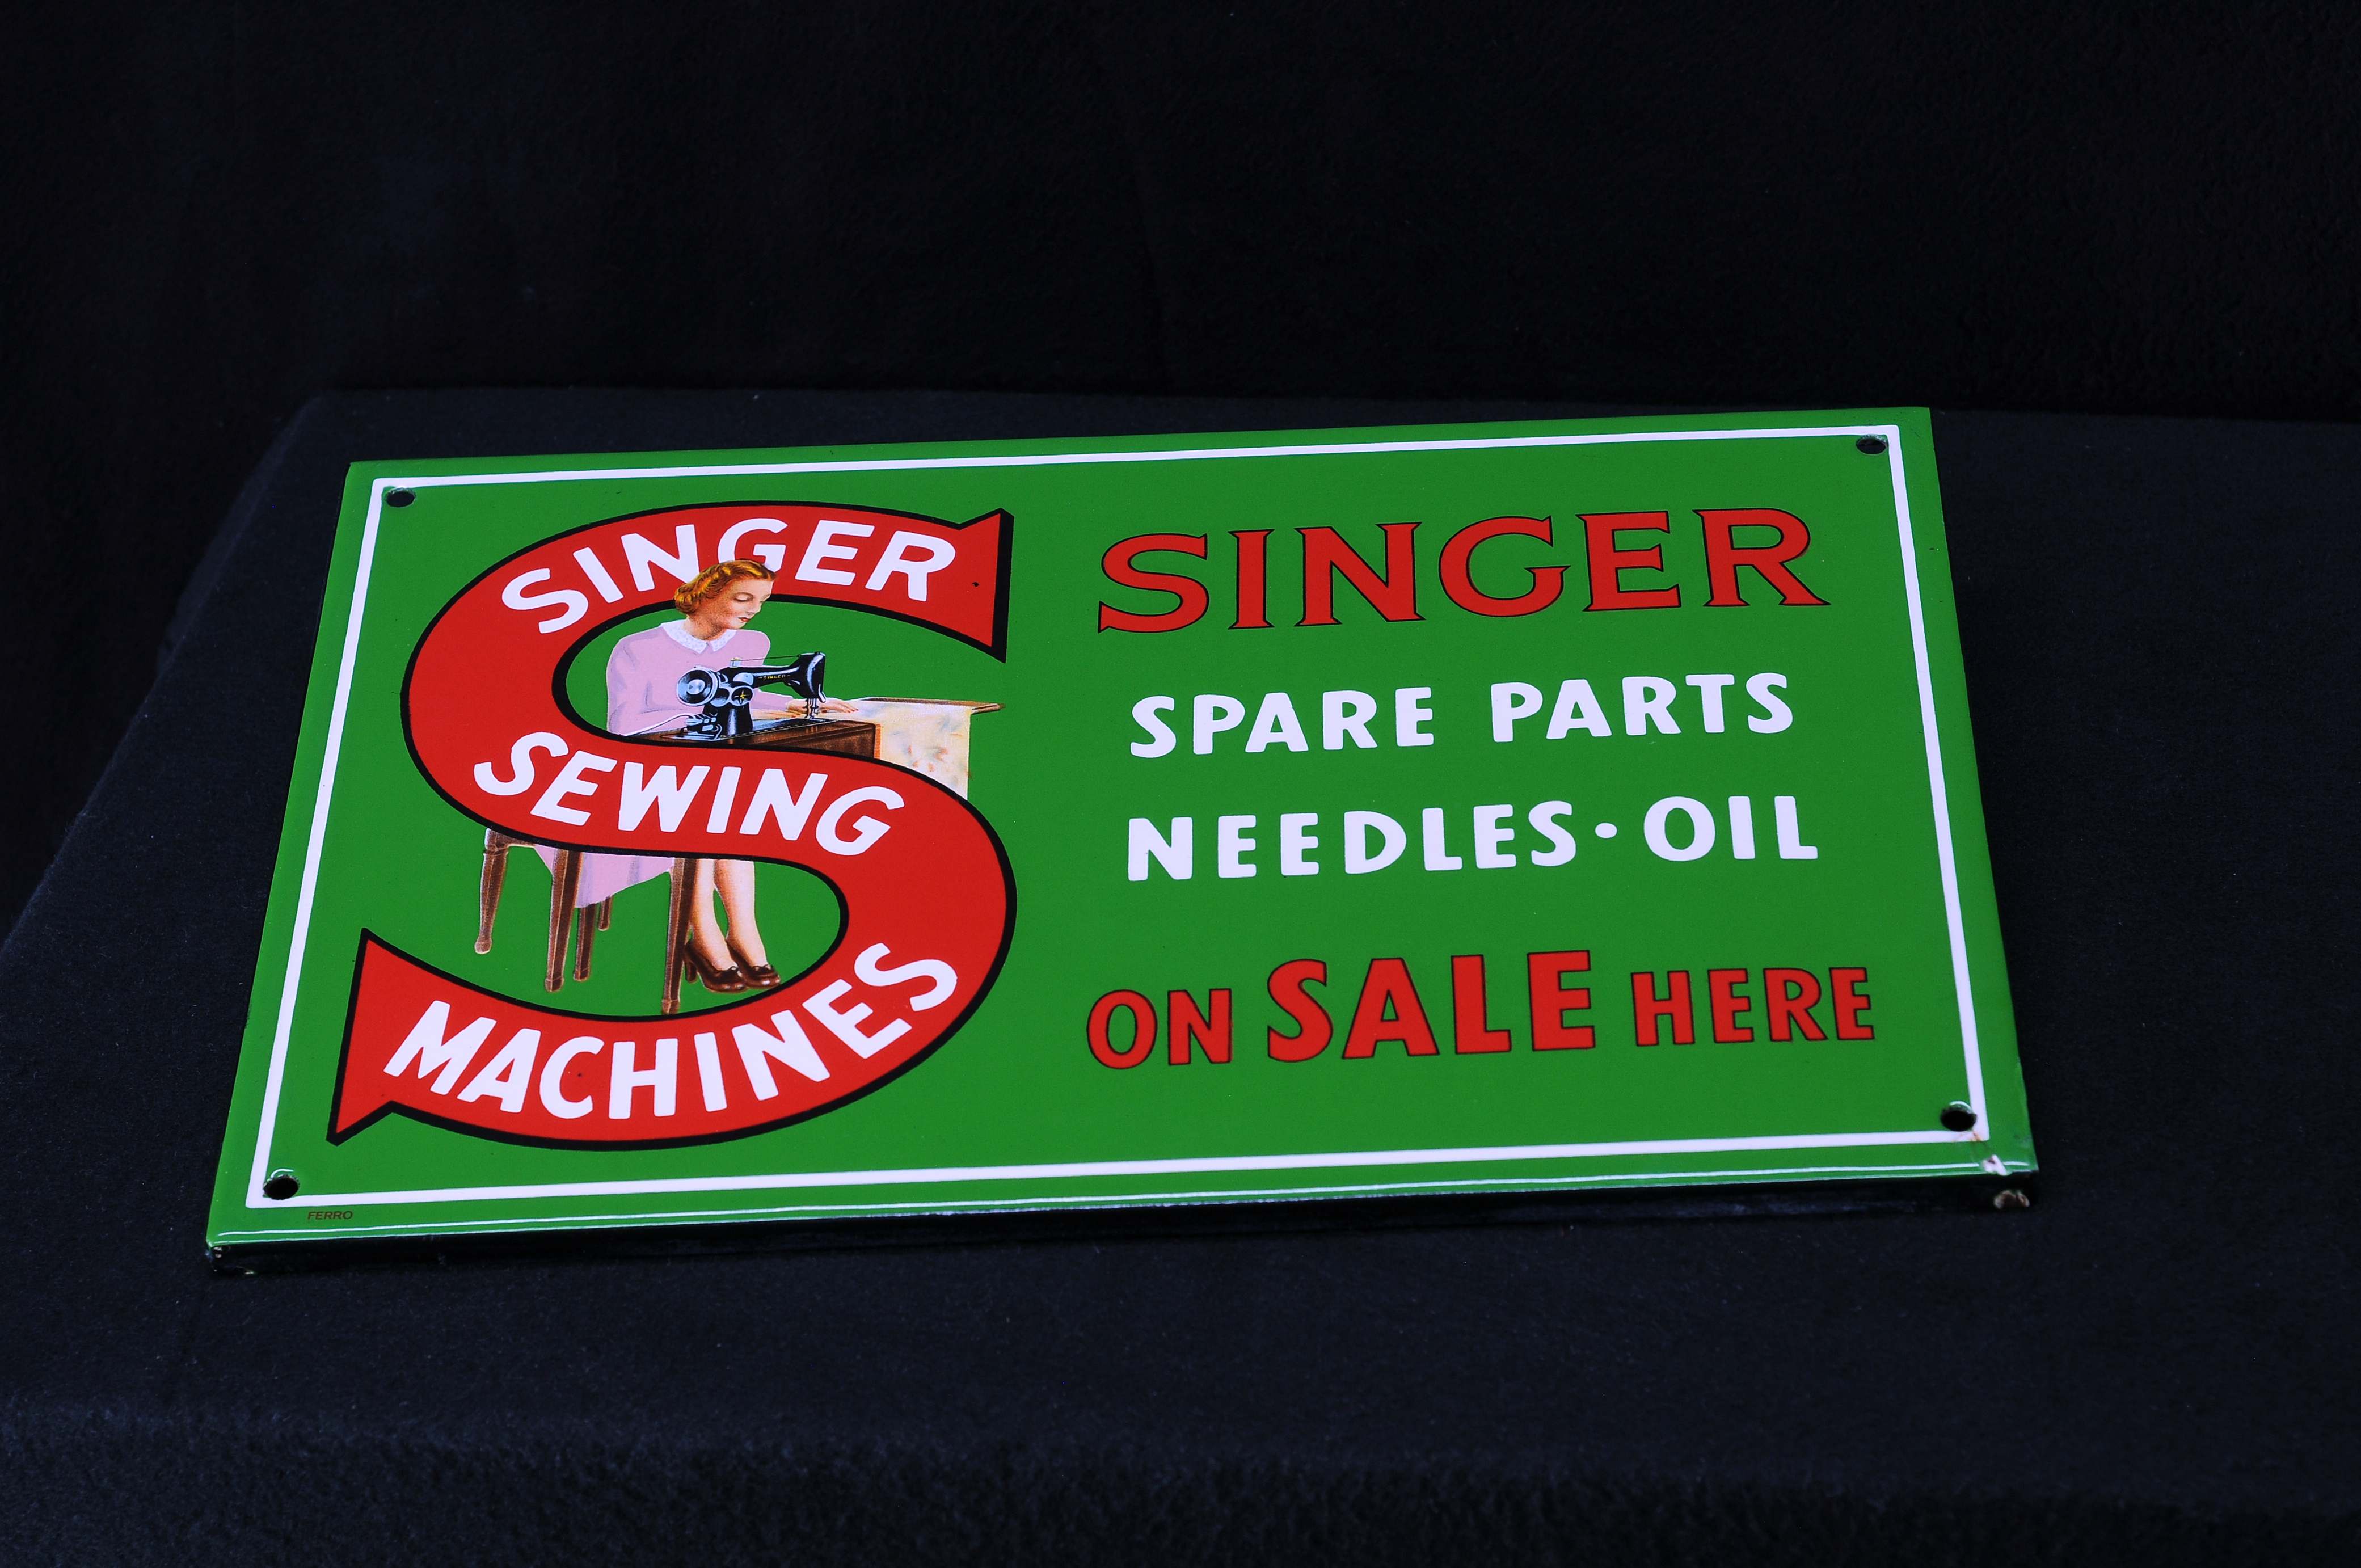 SINGER
SEWING
MACHINES
SINGER
SPARE PARTS
NEEDLES·OIL
ON SALE HERE
FERRO